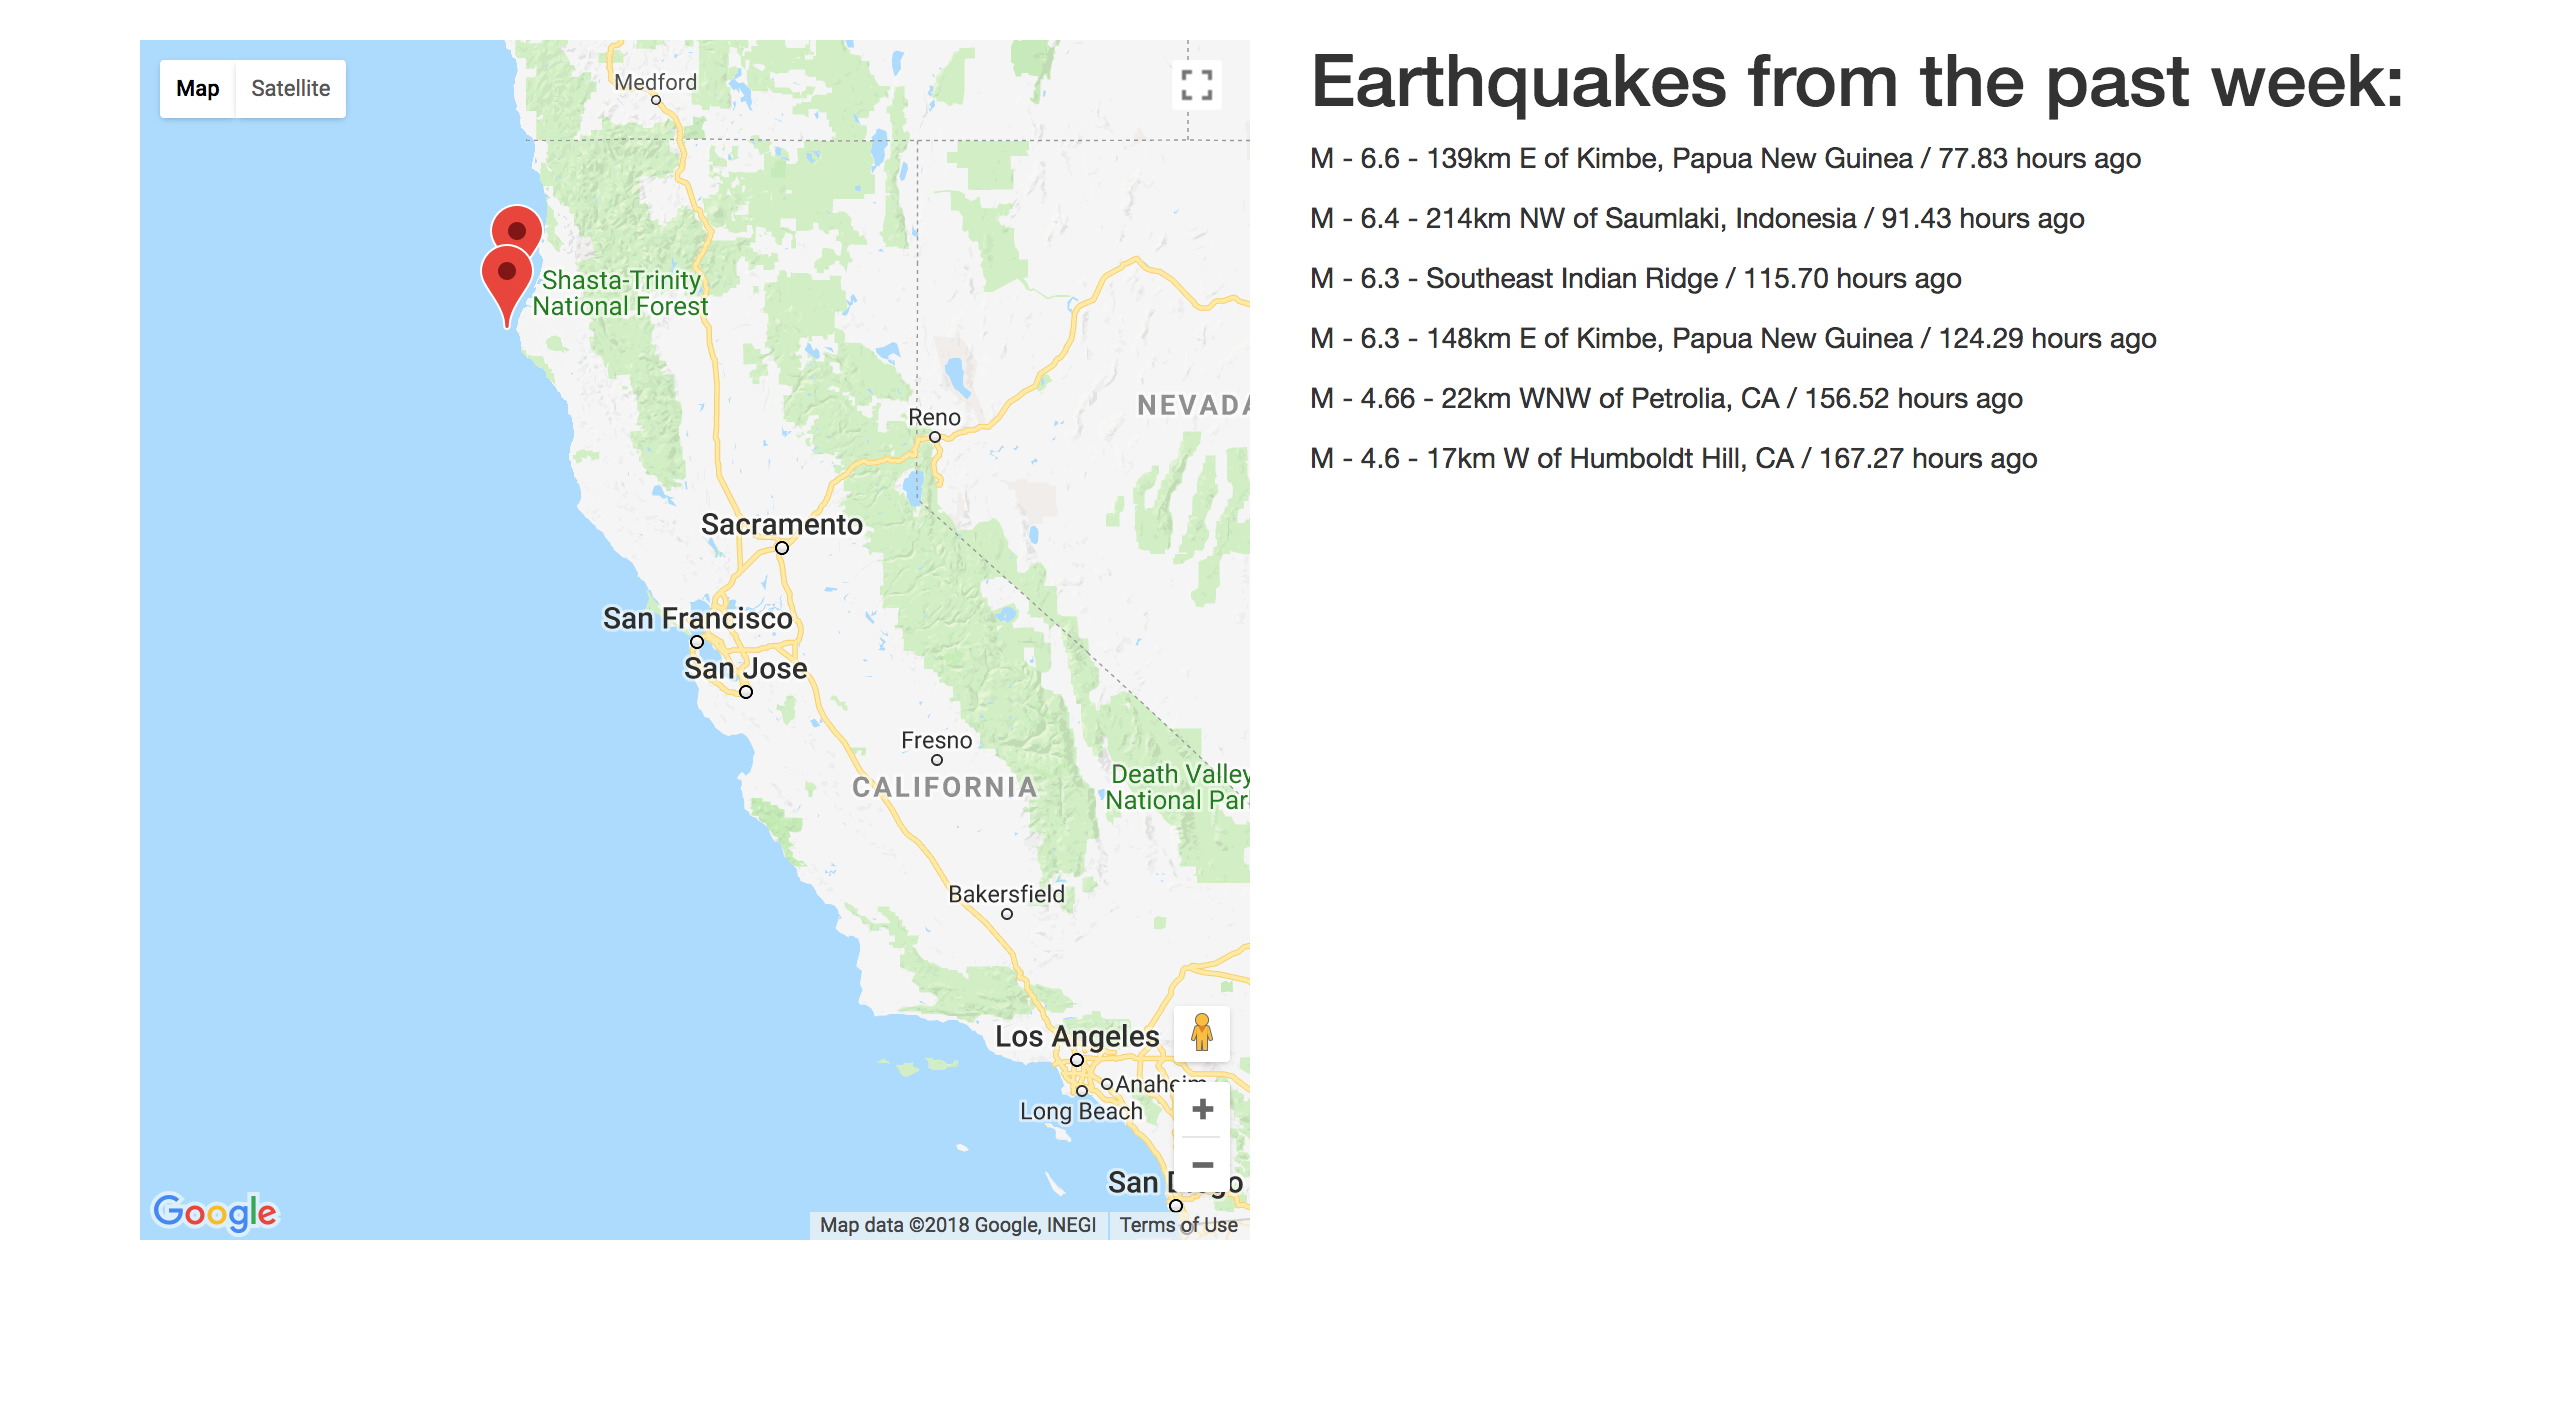 Map Satellite
Medford
Shasta-Trinity
National Forest
Reno
NEVADA
Sacramento
San Francisco
San Jose
Fresno
CALIFORNIA
Death Valley
National Par
Bakersfield
Los Angeles
Anaheim
Long Beach
San Diego
Google
Map data ©2018 Google, INEGI Terms of Use
Earthquakes from the past week:
M - 6.6 - 139km E of Kimbe, Papua New Guinea / 77.83 hours ago
M - 6.4 - 214km NW of Saumlaki, Indonesia / 91.43 hours ago
M - 6.3 - Southeast Indian Ridge / 115.70 hours ago
M - 6.3 - 148km E of Kimbe, Papua New Guinea / 124.29 hours ago
M - 4.66 - 22km WNW of Petrolia, CA / 156.52 hours ago
M - 4.6 - 17km W of Humboldt Hill, CA / 167.27 hours ago